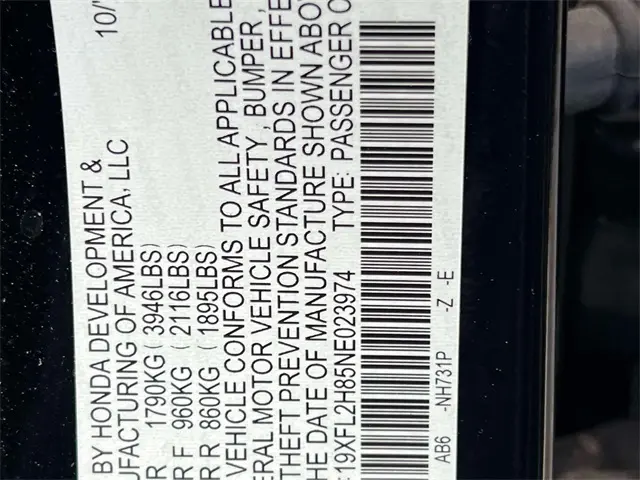 10/
BY HONDA DEVELOPMENT &
UFACTURING OF AMERICA, LLC
R 1790KG ( 3946LBS)
R F 960KG ( 2116LBS)
R R 860KG ( 1895LBS)
VEHICLE CONFORMS TO ALL APPLICABLE
ERAL MOTOR VEHICLE SAFETY, BUMPER,
THEFT PREVENTION STANDARDS IN EFFE
HE DATE OF MANUFACTURE SHOWN ABOV
: 19XFL2H85NE023974 TYPE: PASSENGER
AB6 -NH731P -Z -E